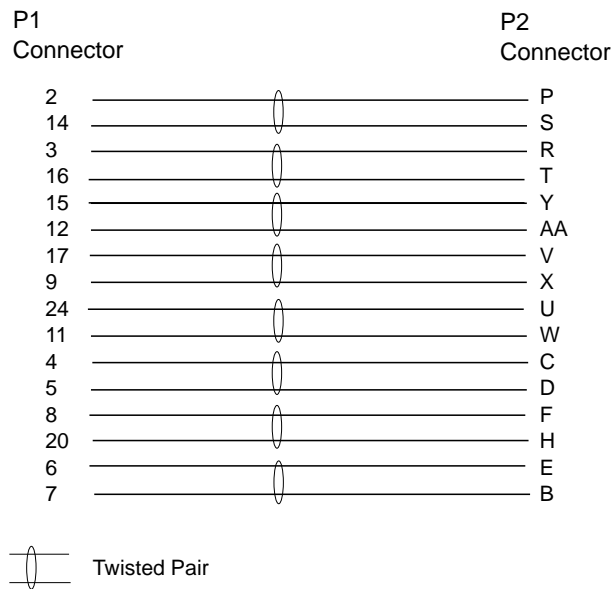 P1
Connector
P2
Connector
2 P
14 S
3 R
16 T
15 Y
12 AA
17 V
9 X
24 U
11 W
4 C
5 D
8 F
20 H
6 E
7 B
Twisted Pair